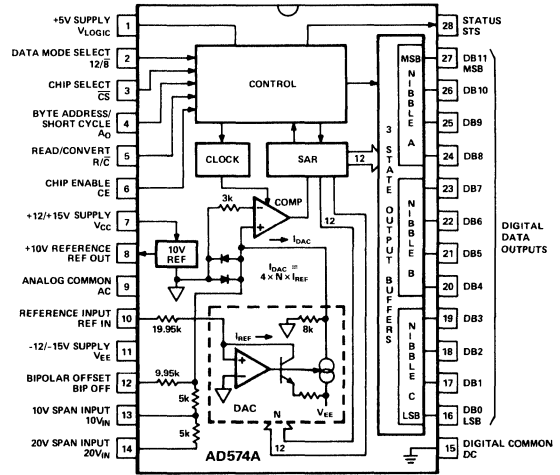 +5V SUPPLY
VLOGIC
1
DATA MODE SELECT
12/8̅
2
CHIP SELECT
C̅S̅
3
BYTE ADDRESS/
SHORT CYCLE
AO
4
READ/CONVERT
R/C̅
5
CHIP ENABLE
CE
6
+12/+15V SUPPLY
VCC
7
+10V REFERENCE
REF OUT
8
ANALOG COMMON
AC
9
REFERENCE INPUT
REF IN
10
-12/-15V SUPPLY
VEE
11
BIPOLAR OFFSET
BIP OFF
12
10V SPAN INPUT
10VIN
13
20V SPAN INPUT
20VIN
14
CONTROL
CLOCK
SAR
12
3k
COMP
10V
REF
IDAC
IDAC =
4 × N × IREF
19.95k
IREF
8k
9.95k
5k
5k
DAC
N
VEE
12
12
AD574A
3 STATE OUTPUT BUFFERS
MSB
NIBBLE A
NIBBLE B
NIBBLE C
LSB
28
STATUS
STS
27
DB11
MSB
26
DB10
25
DB9
24
DB8
23
DB7
22
DB6
21
DB5
20
DB4
19
DB3
18
DB2
17
DB1
16
DB0
LSB
15
DIGITAL COMMON
DC
DIGITAL
DATA
OUTPUTS